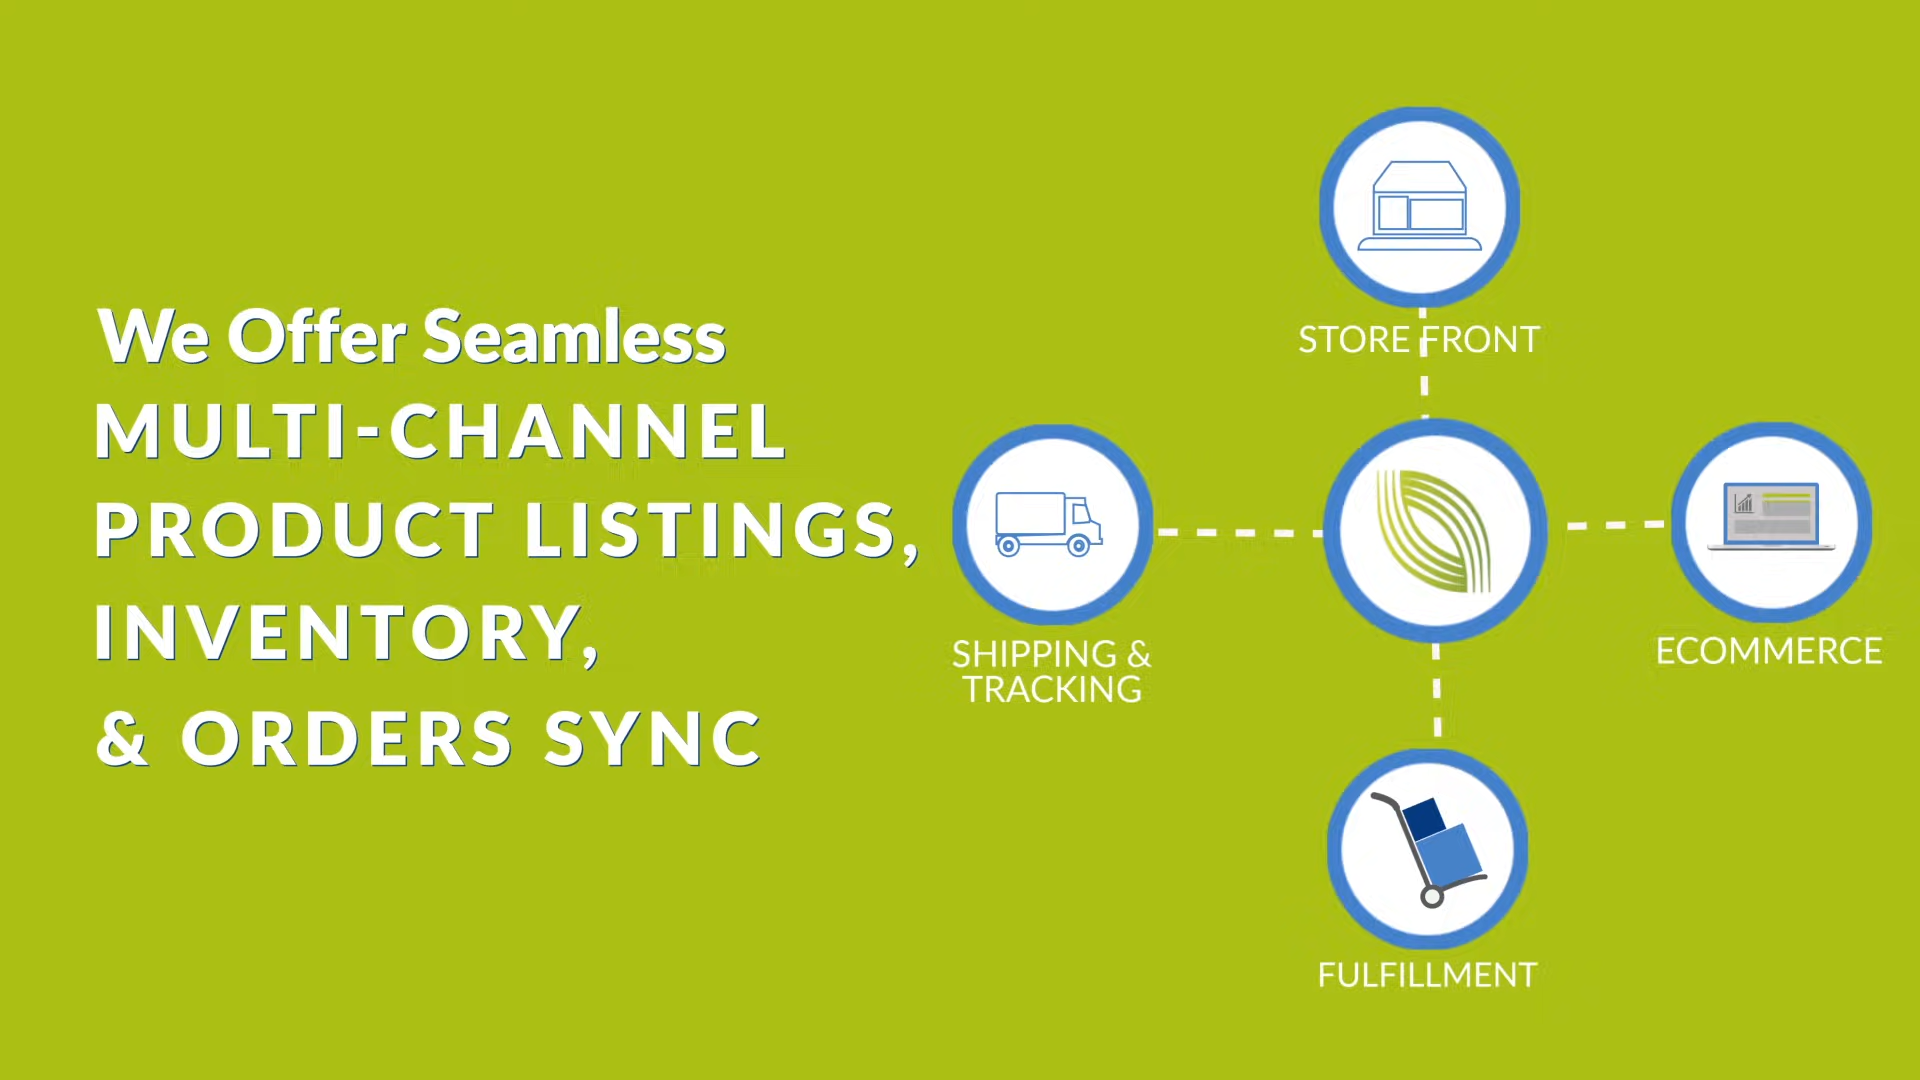 We Offer Seamless
MULTI-CHANNEL
PRODUCT LISTINGS,
INVENTORY,
& ORDERS SYNC
STORE FRONT
SHIPPING &
TRACKING
ECOMMERCE
FULFILLMENT